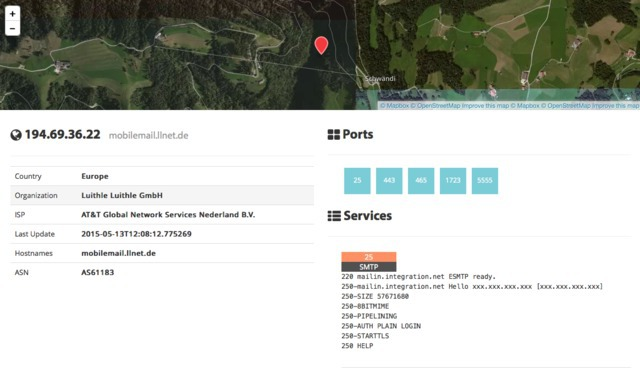 +
−
Schwändi
© Mapbox © OpenStreetMap Improve this map © Mapbox © OpenStreetMap Improve this map
194.69.36.22 mobilemail.llnet.de
Country Europe
Organization Luithle Luithle GmbH
ISP AT&T Global Network Services Nederland B.V.
Last Update 2015-05-13T12:08:12.775269
Hostnames mobilemail.llnet.de
ASN AS61183
Ports
25 443 465 1723 5555
Services
25
SMTP
220 mailin.integration.net ESMTP ready.
250-mailin.integration.net Hello xxx.xxx.xxx.xxx [xxx.xxx.xxx.xxx]
250-SIZE 57671680
250-8BITMIME
250-PIPELINING
250-AUTH PLAIN LOGIN
250-STARTTLS
250 HELP